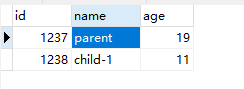 id name age
1237 parent 19
1238 child-1 11